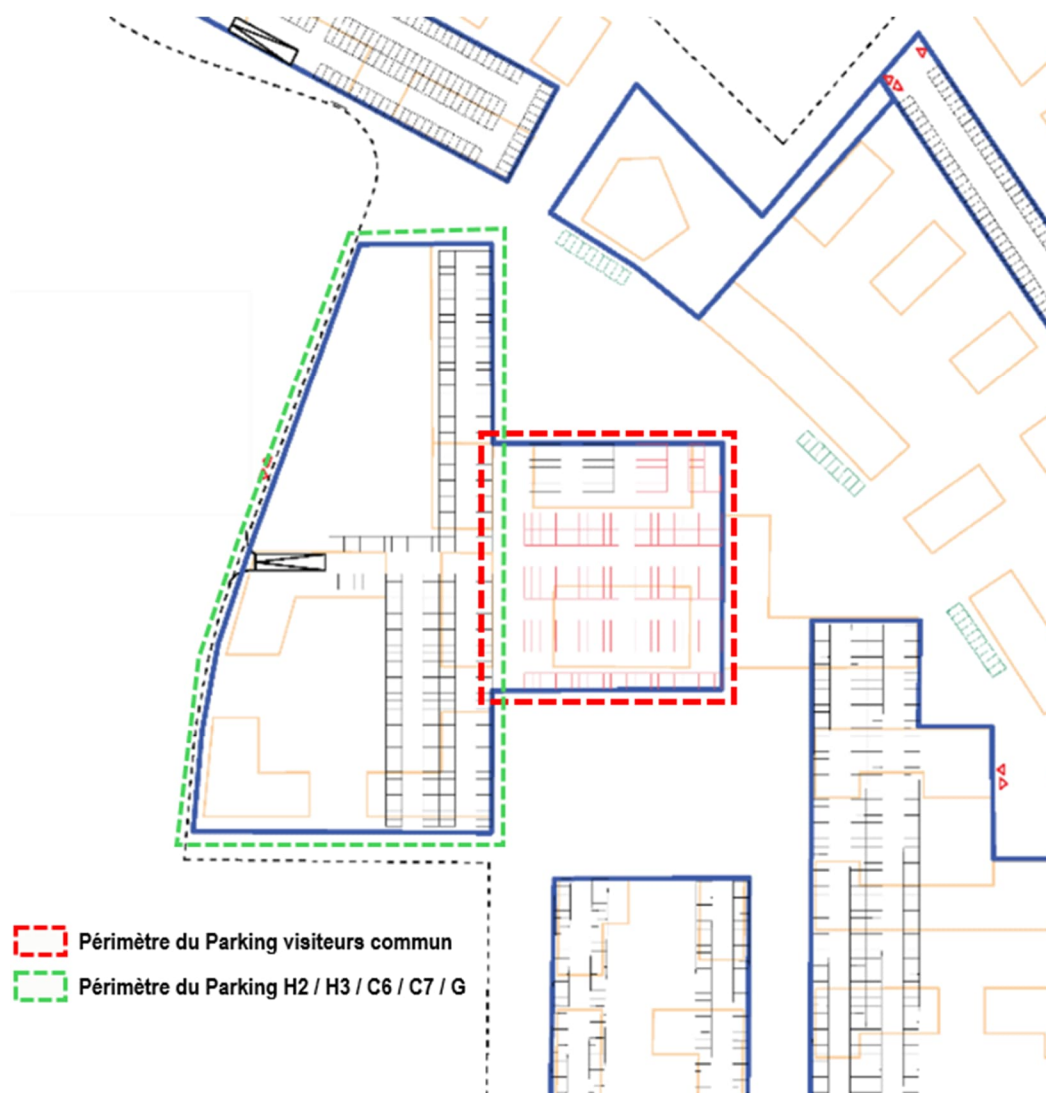 Périmètre du Parking visiteurs commun
Périmètre du Parking H2 / H3 / C6 / C7 / G